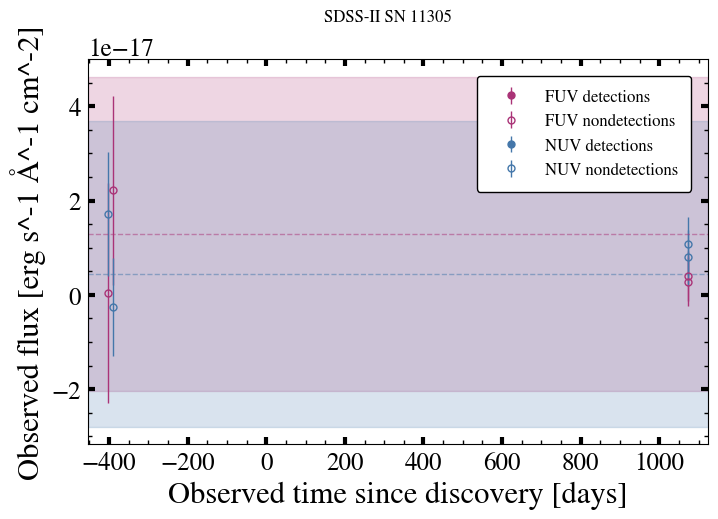 SDSS-II SN 11305
1e−17
4
2
0
−2
−400
−200
0
200
400
600
800
1000
Observed flux [erg s^-1 Å^-1 cm^-2]
Observed time since discovery [days]
FUV detections
FUV nondetections
NUV detections
NUV nondetections